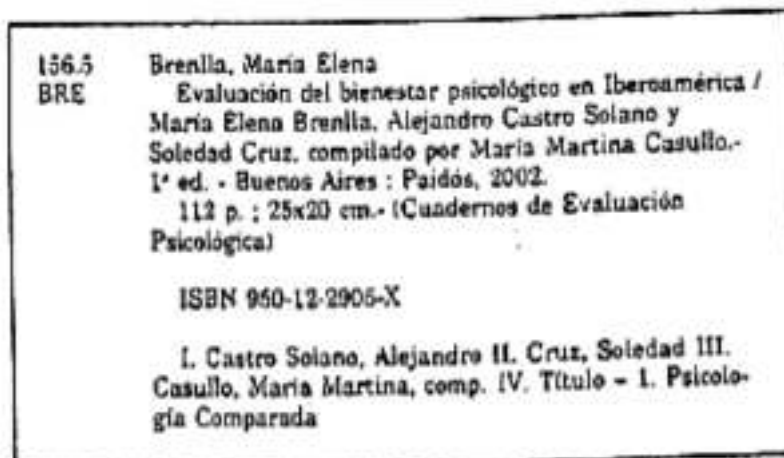 156.5 Brenlla, María Elena
BRE Evaluación del bienestar psicológico en Iberoamérica /
María Elena Brenlla, Alejandro Castro Solano y
Soledad Cruz, compilado por María Martina Casullo.-
1ª ed. - Buenos Aires : Paidós, 2002.
112 p. ; 25x20 cm.- (Cuadernos de Evaluación
Psicológica)
ISBN 950-12-2905-X
I. Castro Solano, Alejandro II. Cruz, Soledad III.
Casullo, María Martina, comp. IV. Título – 1. Psicolo-
gía Comparada